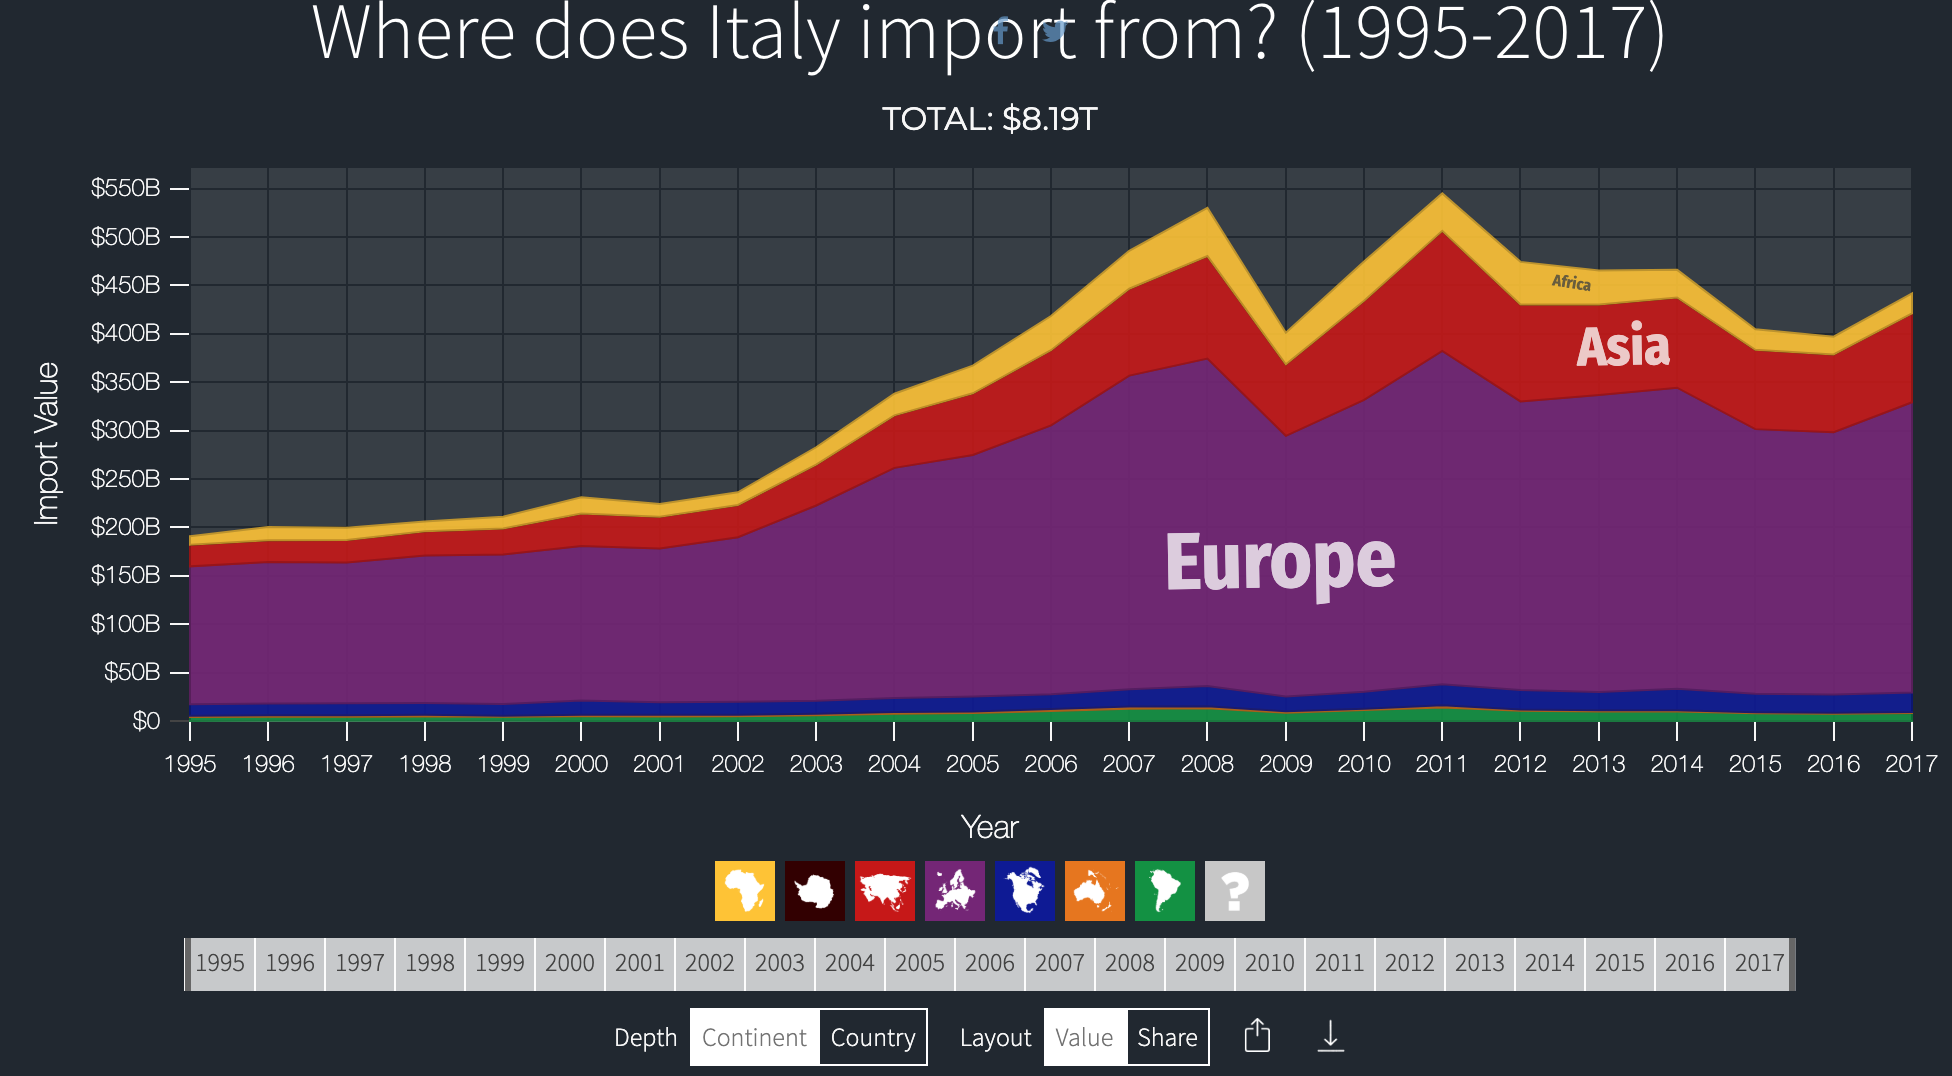 Where does Italy import from? (1995-2017)
TOTAL: $8.19T
$550B
$500B
$450B
$400B
$350B
$300B
$250B
$200B
$150B
$100B
$50B
$0
Import Value
Africa
Asia
Europe
1995 1996 1997 1998 1999 2000 2001 2002 2003 2004 2005 2006 2007 2008 2009 2010 2011 2012 2013 2014 2015 2016 2017
Year
?
1995 1996 1997 1998 1999 2000 2001 2002 2003 2004 2005 2006 2007 2008 2009 2010 2011 2012 2013 2014 2015 2016 2017
Depth Continent Country Layout Value Share